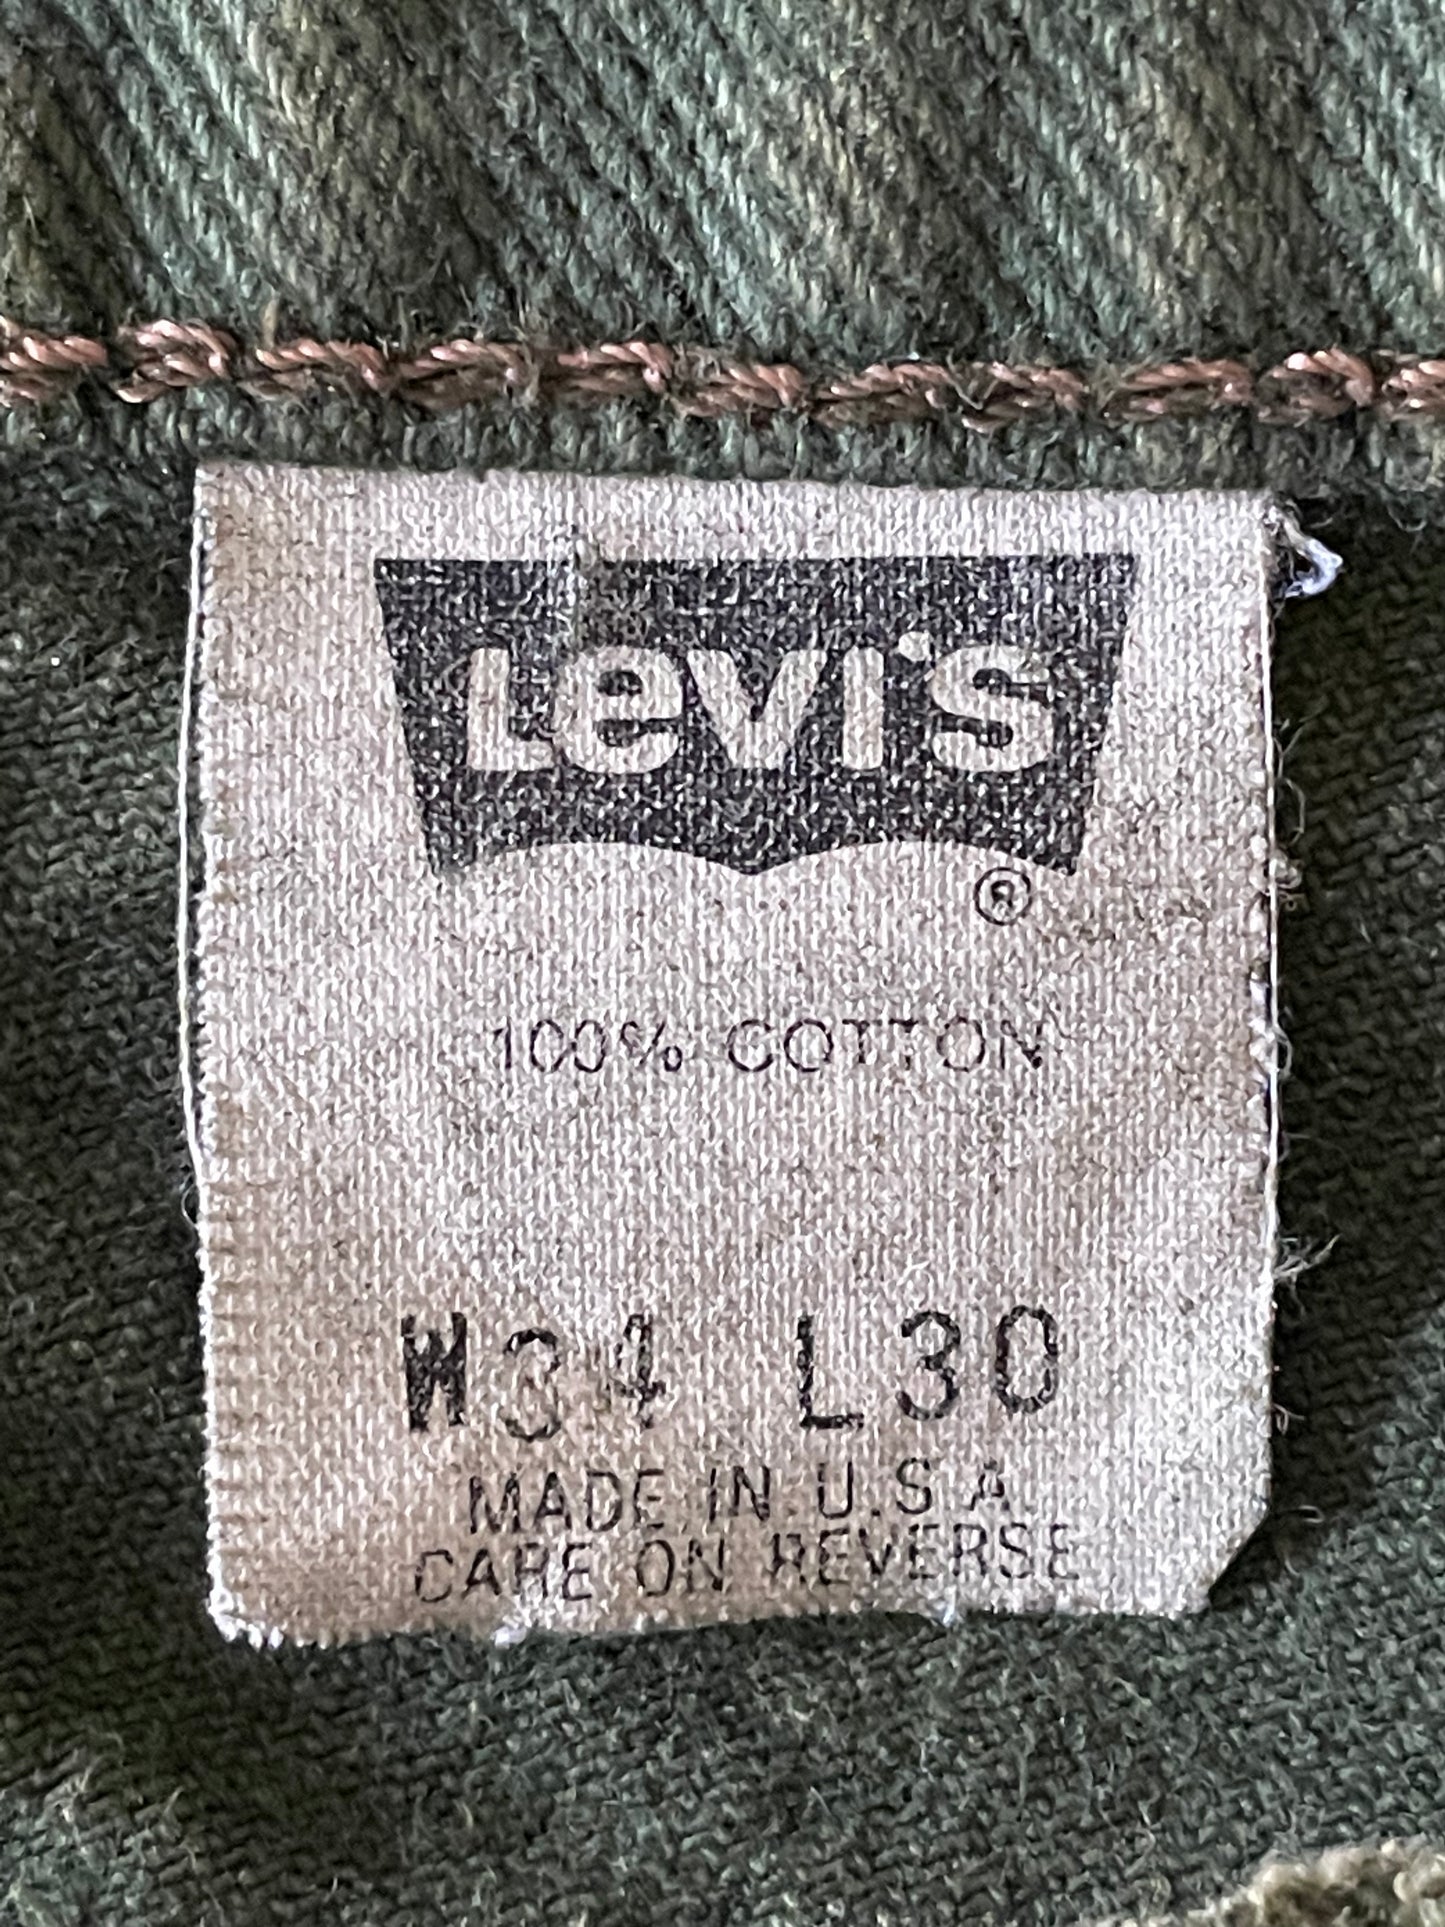 Levi's
®
100% COTTON
W34 L30
MADE IN U.S.A.
CARE ON REVERSE